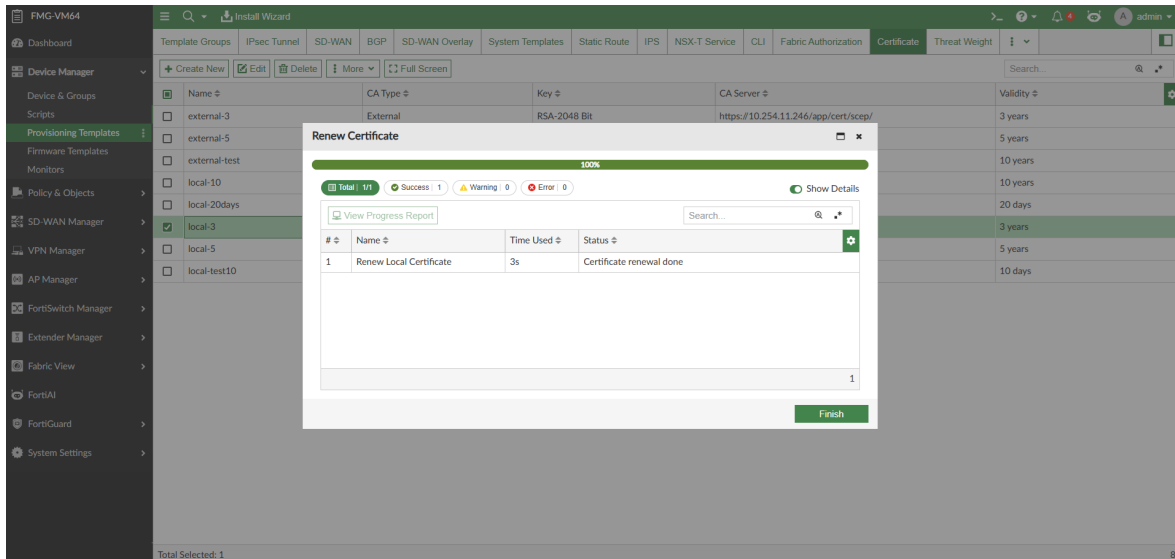 FMG-VM64
Install Wizard
A admin
Dashboard
Template Groups IPsec Tunnel SD-WAN BGP SD-WAN Overlay System Templates Static Route IPS NSX-T Service CLI Fabric Authorization Certificate Threat Weight
Device Manager
+ Create New Edit Delete More Full Screen Search...
Device & Groups
Name CA Type Key CA Server Validity
Scripts
external-3 External RSA-2048 Bit https://10.254.11.246/app/cert/scep/ 3 years
Provisioning Templates
external-5 5 years
Firmware Templates
external-test 10 years
Monitors
local-10 10 years
Policy & Objects
local-20days 20 days
SD-WAN Manager
local-3 3 years
VPN Manager
local-5 5 years
AP Manager
local-test10 10 days
FortiSwitch Manager
Extender Manager
Fabric View
FortiAI
FortiGuard
System Settings
Renew Certificate
100%
Total | 1/1 Success | 1 Warning | 0 Error | 0 Show Details
View Progress Report Search...
# Name Time Used Status
1 Renew Local Certificate 3s Certificate renewal done
1
Finish
Total Selected: 1